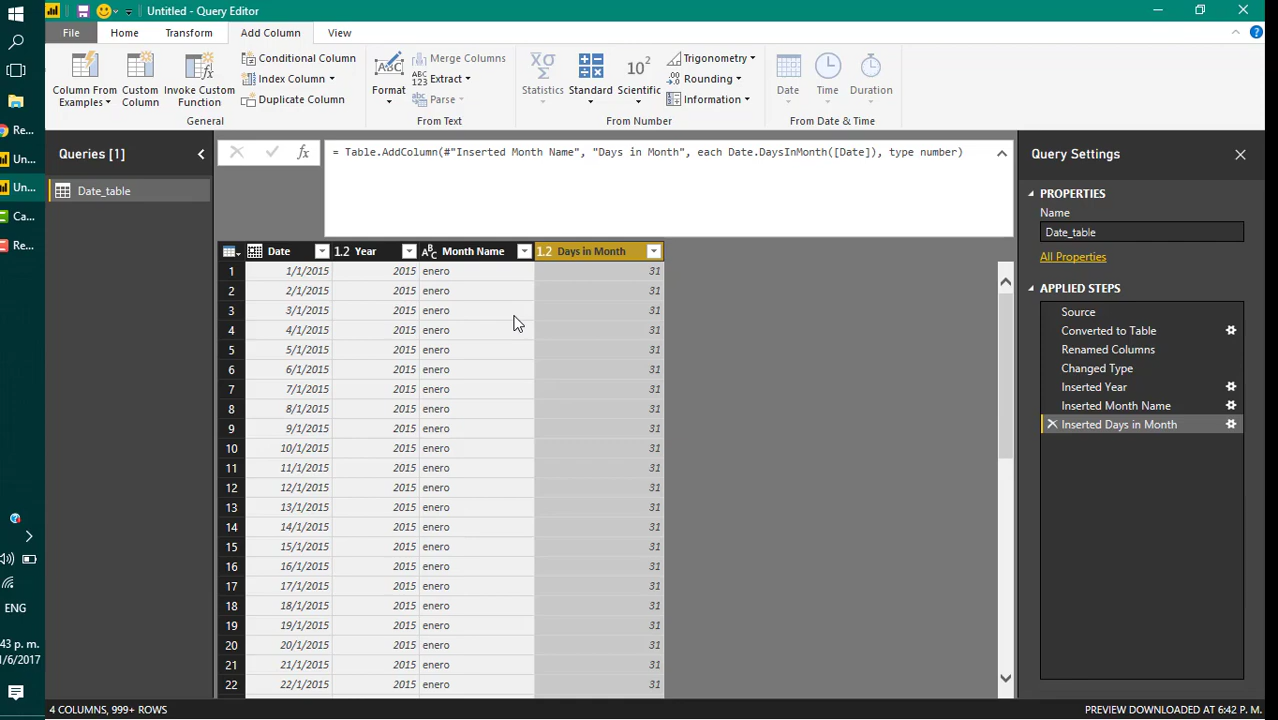 Untitled - Query Editor
File Home Transform Add Column View
Column From Examples
Custom Column
Invoke Custom Function
Conditional Column
Index Column
Duplicate Column
General
Format
Merge Columns
Extract
Parse
From Text
Statistics
Standard
Scientific
Trigonometry
Rounding
Information
From Number
Date
Time
Duration
From Date & Time
Queries [1]
Date_table
= Table.AddColumn(#"Inserted Month Name", "Days in Month", each Date.DaysInMonth([Date]), type number)
Date 1.2 Year ABC Month Name 1.2 Days in Month
1 1/1/2015 2015 enero 31
2 2/1/2015 2015 enero 31
3 3/1/2015 2015 enero 31
4 4/1/2015 2015 enero 31
5 5/1/2015 2015 enero 31
6 6/1/2015 2015 enero 31
7 7/1/2015 2015 enero 31
8 8/1/2015 2015 enero 31
9 9/1/2015 2015 enero 31
10 10/1/2015 2015 enero 31
11 11/1/2015 2015 enero 31
12 12/1/2015 2015 enero 31
13 13/1/2015 2015 enero 31
14 14/1/2015 2015 enero 31
15 15/1/2015 2015 enero 31
16 16/1/2015 2015 enero 31
17 17/1/2015 2015 enero 31
18 18/1/2015 2015 enero 31
19 19/1/2015 2015 enero 31
20 20/1/2015 2015 enero 31
21 21/1/2015 2015 enero 31
22 22/1/2015 2015 enero 31
Query Settings
PROPERTIES
Name
Date_table
All Properties
APPLIED STEPS
Source
Converted to Table
Renamed Columns
Changed Type
Inserted Year
Inserted Month Name
Inserted Days in Month
4 COLUMNS, 999+ ROWS
PREVIEW DOWNLOADED AT 6:42 P. M.
Re...
Un...
Un...
Ca...
Re...
ENG
43 p. m.
1/6/2017